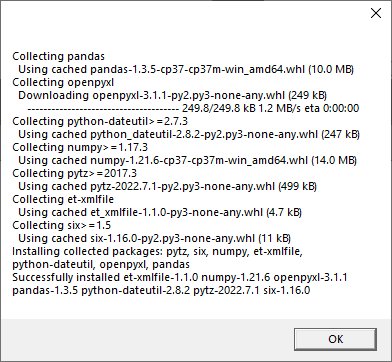 Collecting pandas
Using cached pandas-1.3.5-cp37-cp37m-win_amd64.whl (10.0 MB)
Collecting openpyxl
Downloading openpyxl-3.1.1-py2.py3-none-any.whl (249 kB)
-------------------------------------- 249.8/249.8 kB 1.2 MB/s eta 0:00:00
Collecting python-dateutil>=2.7.3
Using cached python_dateutil-2.8.2-py2.py3-none-any.whl (247 kB)
Collecting numpy>=1.17.3
Using cached numpy-1.21.6-cp37-cp37m-win_amd64.whl (14.0 MB)
Collecting pytz>=2017.3
Using cached pytz-2022.7.1-py2.py3-none-any.whl (499 kB)
Collecting et-xmlfile
Using cached et_xmlfile-1.1.0-py3-none-any.whl (4.7 kB)
Collecting six>=1.5
Using cached six-1.16.0-py2.py3-none-any.whl (11 kB)
Installing collected packages: pytz, six, numpy, et-xmlfile,
python-dateutil, openpyxl, pandas
Successfully installed et-xmlfile-1.1.0 numpy-1.21.6 openpyxl-3.1.1
pandas-1.3.5 python-dateutil-2.8.2 pytz-2022.7.1 six-1.16.0
OK